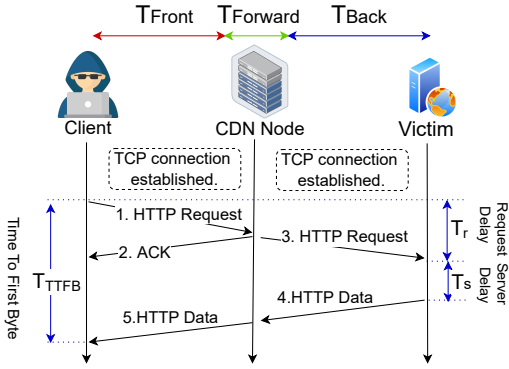 TFront
TForward
TBack
Client
CDN Node
Victim
TCP connection
established.
TCP connection
established.
1. HTTP Request
2. ACK
3. HTTP Request
4.HTTP Data
5.HTTP Data
Time To First Byte
TTTFB
Tr
Request
Delay
Ts
Server
Delay